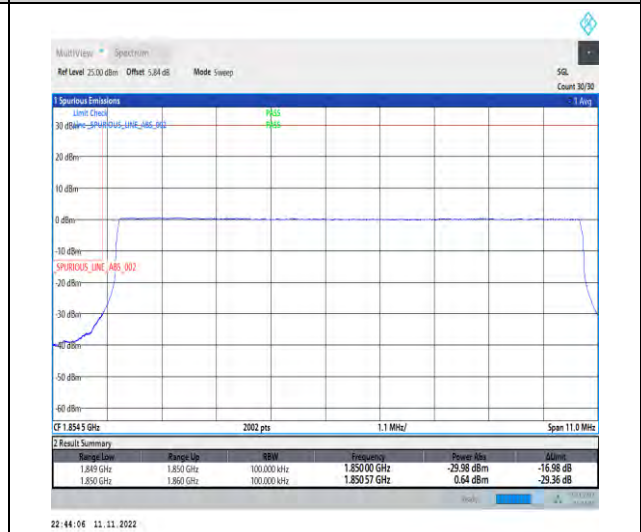 MultiView Spectrum
Ref Level 25.00 dBm Offset 5.84 dB Mode Sweep SGL
Count 30/30
1 Spurious Emissions 1 Avg
Limit Check PASS
30 dBm Line _SPURIOUS_LINE_ABS_002 PASS
20 dBm
10 dBm
0 dBm
-10 dBm
_SPURIOUS_LINE_ABS_002
-20 dBm
-30 dBm
-40 dBm
-50 dBm
-60 dBm
CF 1.8545 GHz 2002 pts 1.1 MHz/ Span 11.0 MHz
2 Result Summary
Range Low Range Up RBW Frequency Power Abs ΔLimit
1.849 GHz 1.850 GHz 100.000 kHz 1.85000 GHz -29.98 dBm -16.98 dB
1.850 GHz 1.860 GHz 100.000 kHz 1.85057 GHz 0.64 dBm -29.36 dB
Ready
22:44:06 11.11.2022